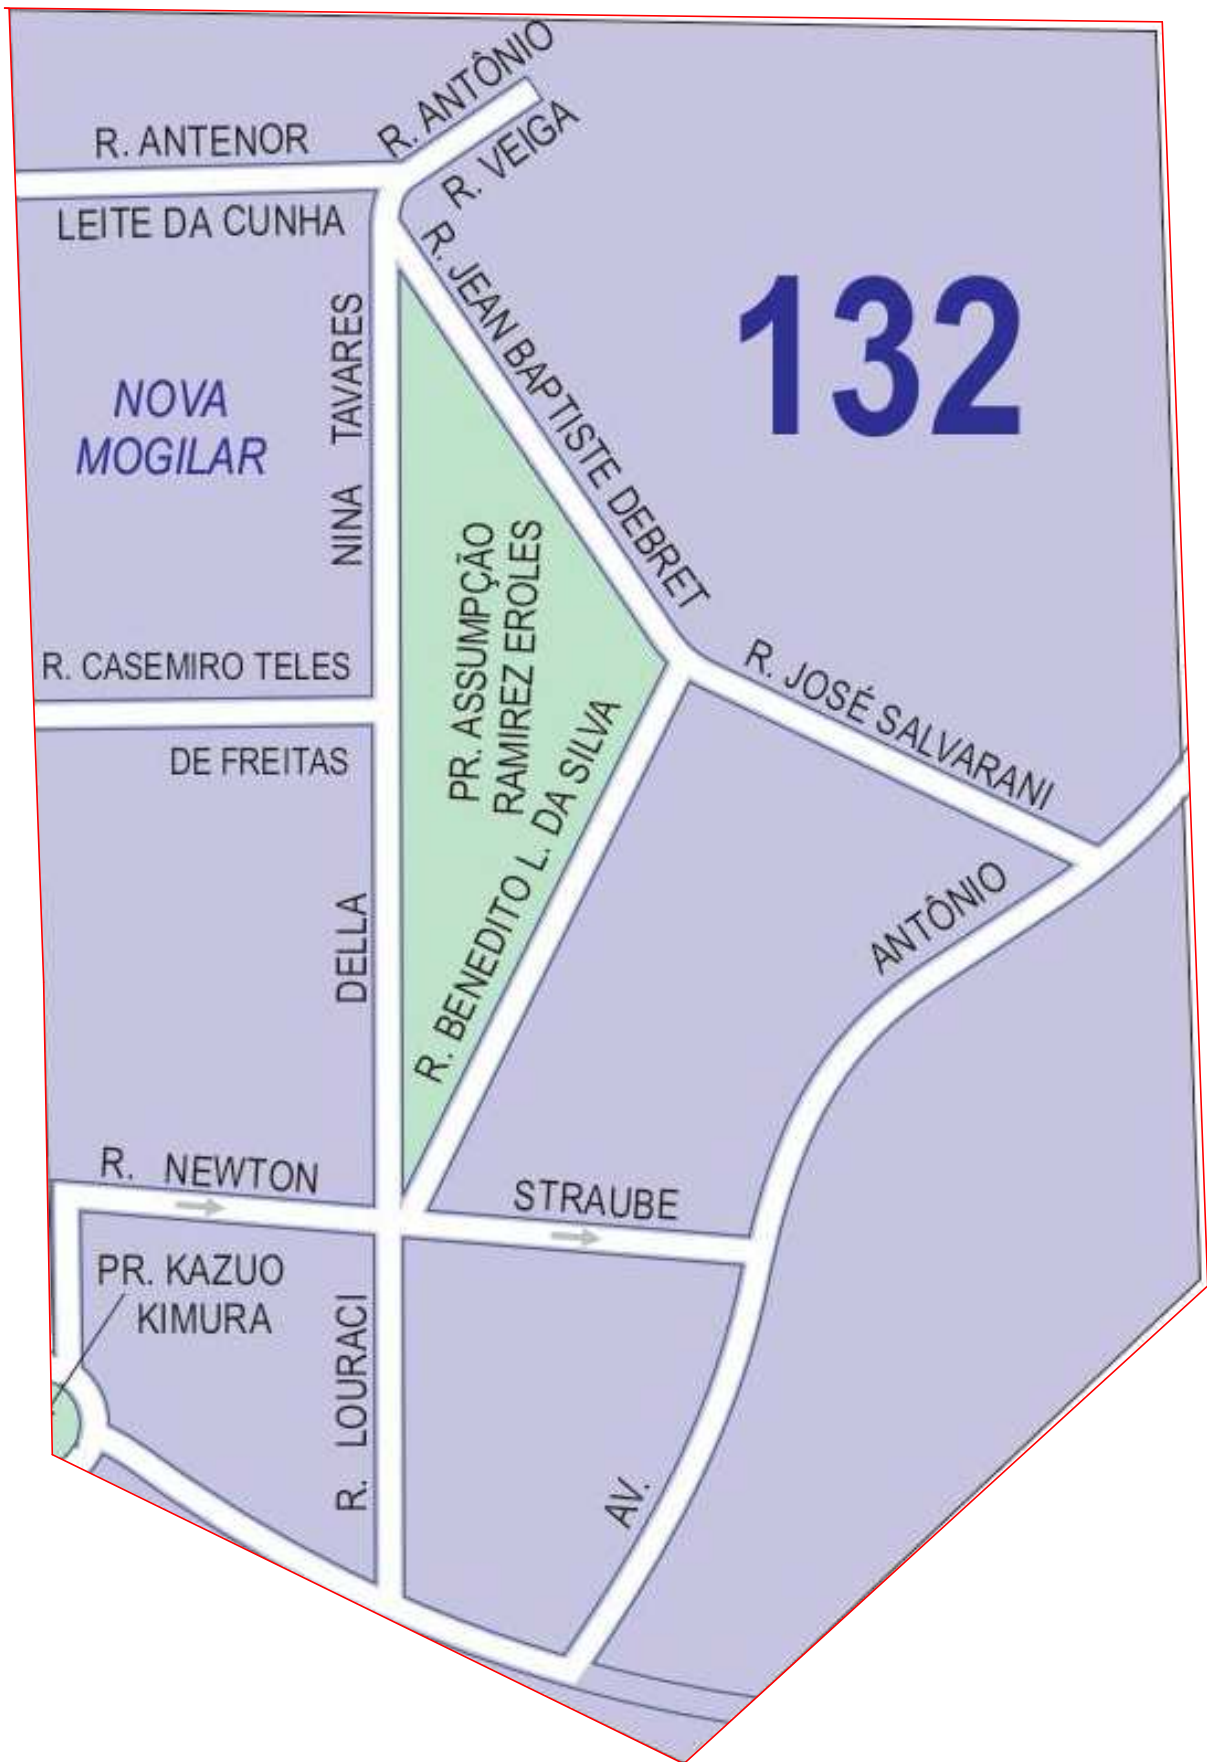 R. ANTÔNIO
R. VEIGA
R. ANTENOR
LEITE DA CUNHA
R. JEAN BAPTISTE DEBRET
132
NOVA
MOGILAR
NINA TAVARES
PR. ASSUMPÇÃO
RAMIREZ EROLES
R. CASEMIRO TELES
DE FREITAS
R. JOSÉ SALVARANI
R. BENEDITO L. DA SILVA
DELLA
ANTÔNIO
R. NEWTON
STRAUBE
PR. KAZUO
KIMURA
R. LOURACI
AV.